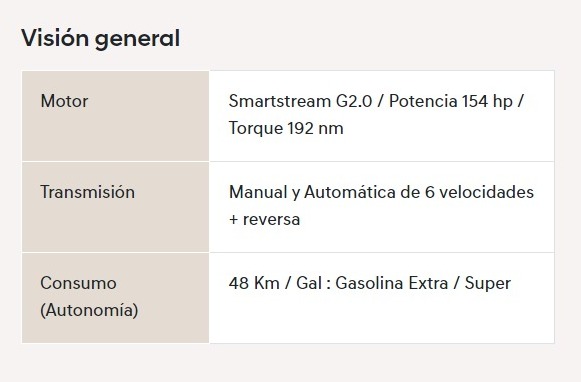 Visión general
Motor
Smartstream G2.0 / Potencia 154 hp /
Torque 192 nm
Transmisión
Manual y Automática de 6 velocidades
+ reversa
Consumo
(Autonomía)
48 Km / Gal : Gasolina Extra / Super